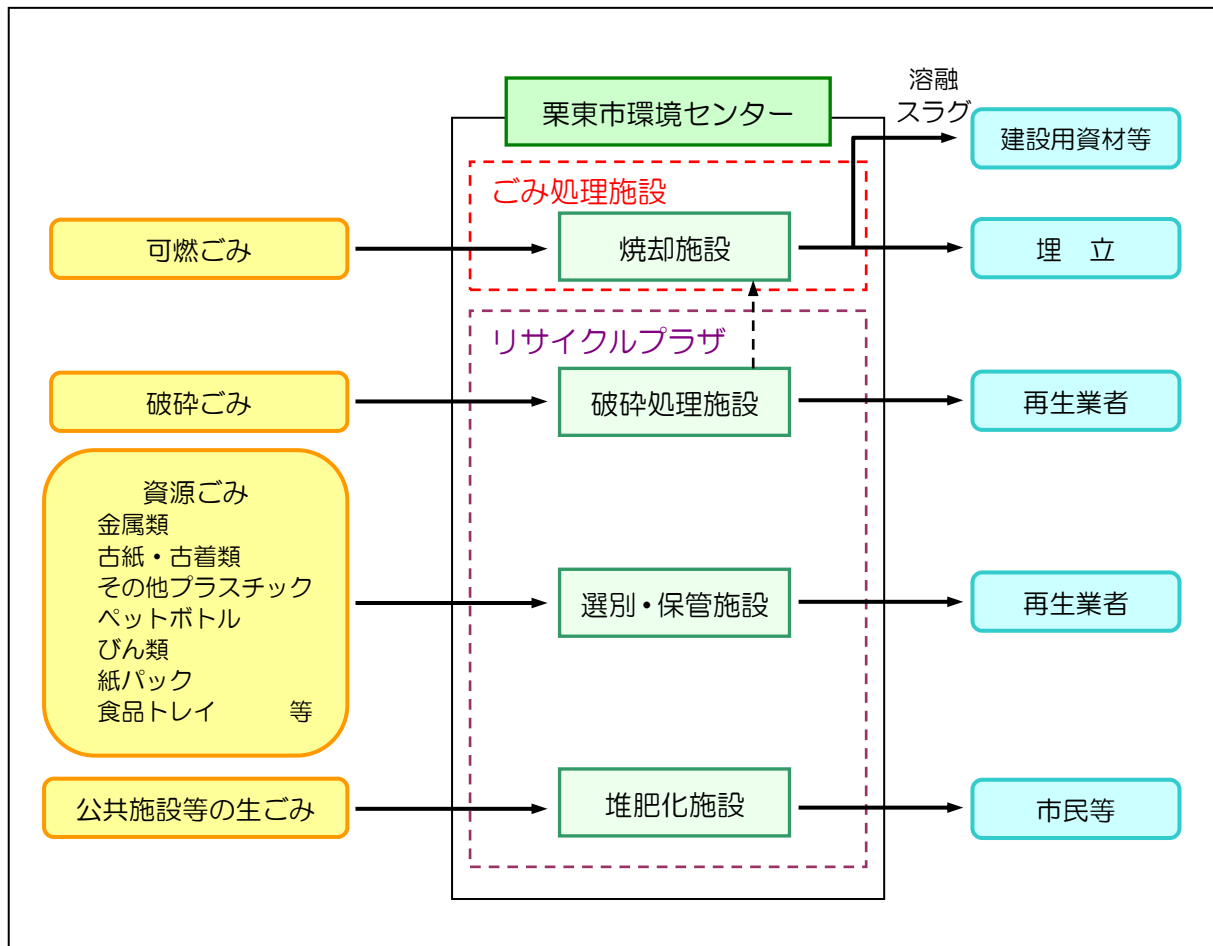 栗東市環境センター
溶融
スラグ
建設用資材等
ごみ処理施設
可燃ごみ
焼却施設
埋　立
リサイクルプラザ
破砕ごみ
破砕処理施設
再生業者
資源ごみ
金属類
古紙・古着類
その他プラスチック
ペットボトル
びん類
紙パック
食品トレイ　　　等
選別・保管施設
再生業者
公共施設等の生ごみ
堆肥化施設
市民等